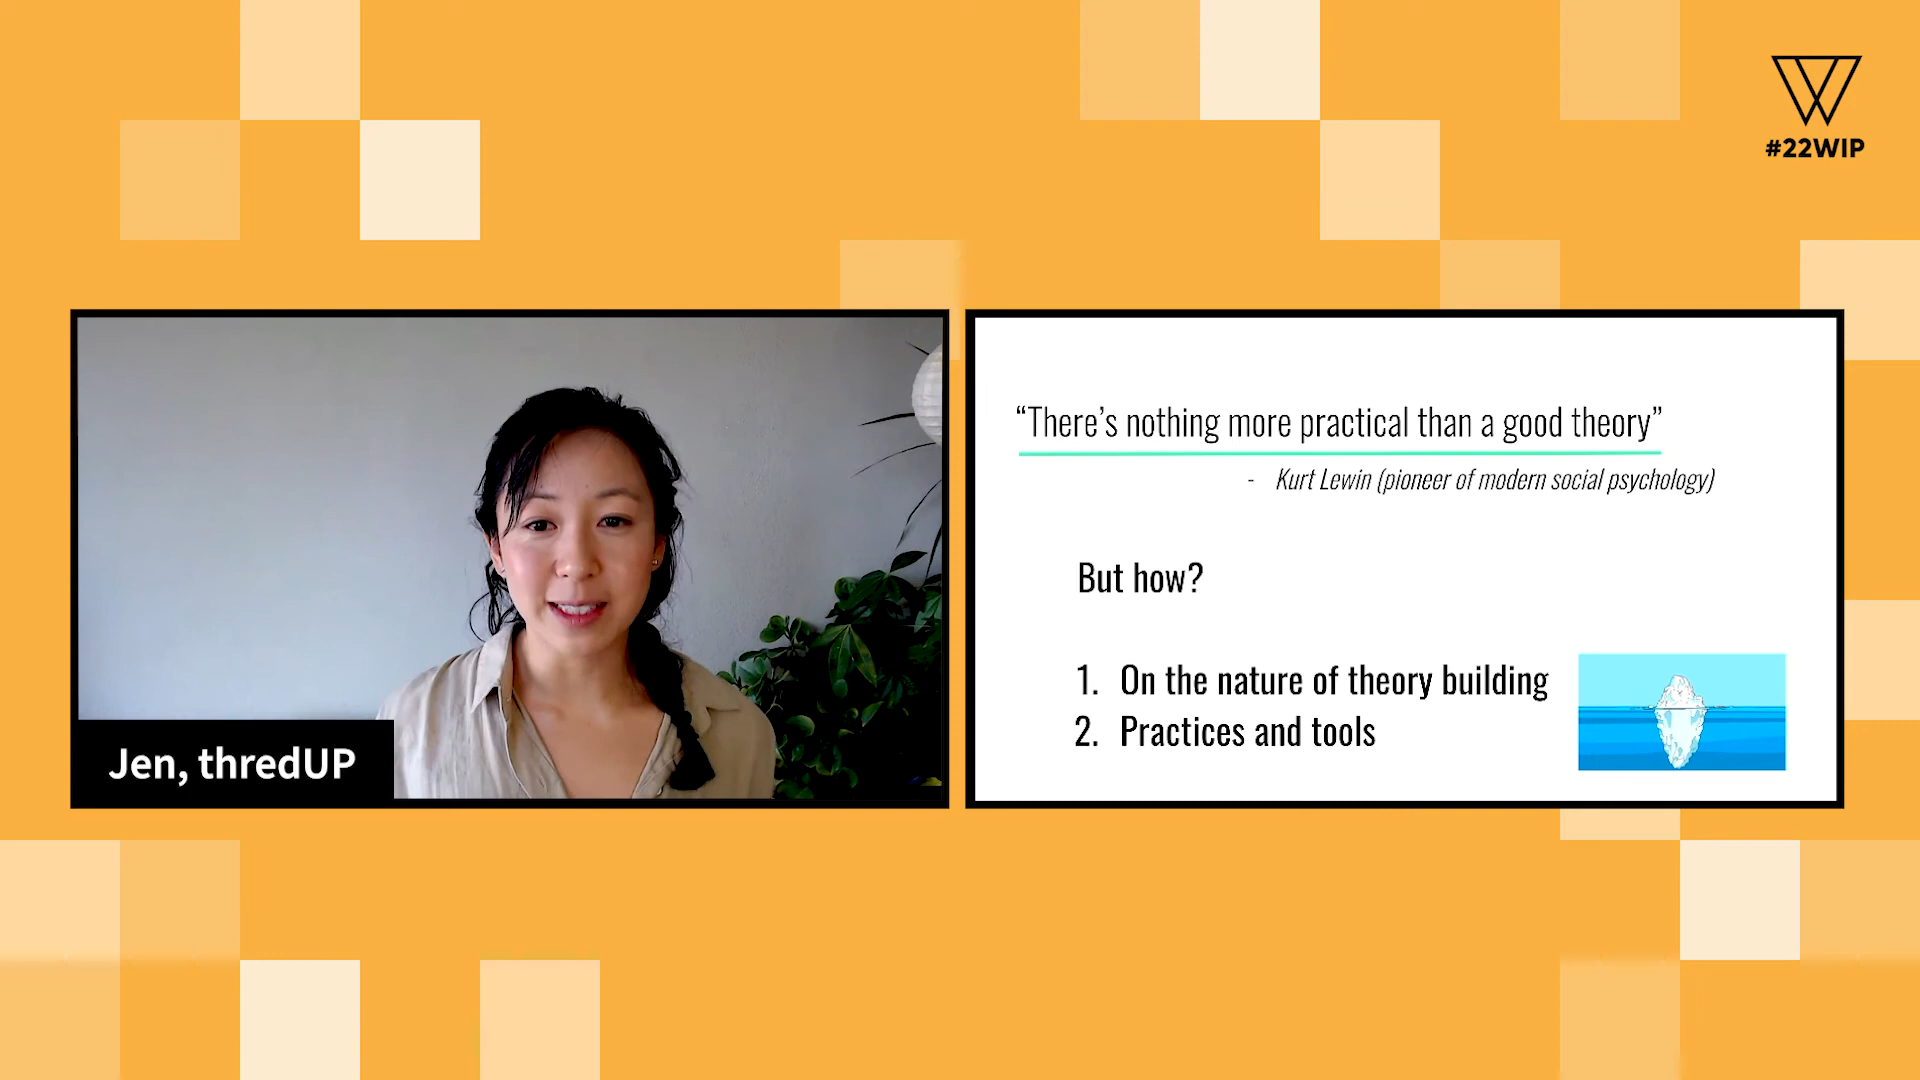 #22WIP
Jen, thredUP
“There’s nothing more practical than a good theory”
- Kurt Lewin (pioneer of modern social psychology)
But how?
1. On the nature of theory building
2. Practices and tools